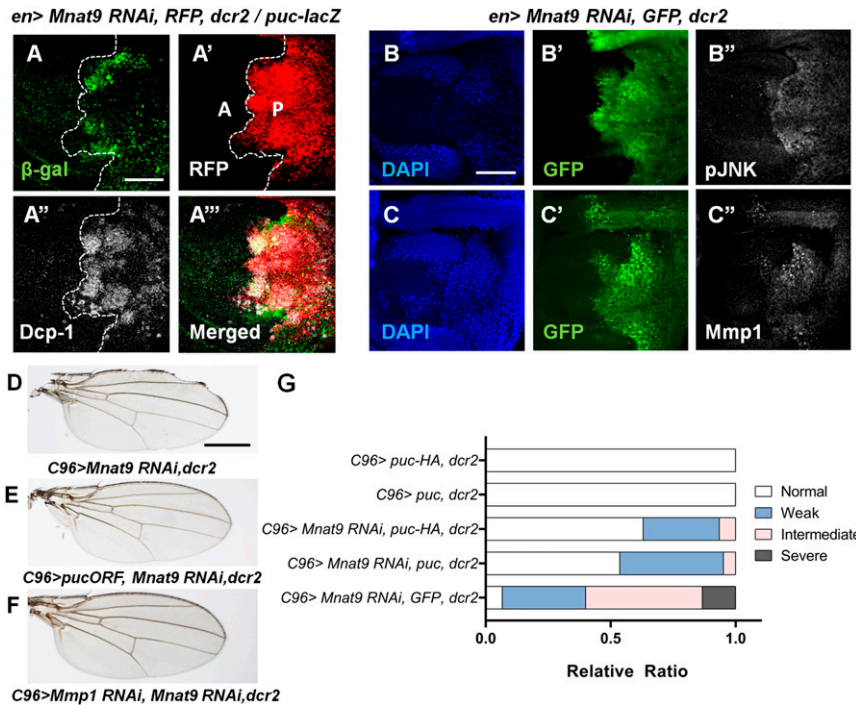 en> Mnat9 RNAi, RFP, dcr2 / puc-lacZ
en> Mnat9 RNAi, GFP, dcr2
A
β-gal
A'
A
P
RFP
A''
Dcp-1
A'''
Merged
B
DAPI
B'
GFP
B''
pJNK
C
DAPI
C'
GFP
C''
Mmp1
D
C96>Mnat9 RNAi,dcr2
E
C96>pucORF, Mnat9 RNAi,dcr2
F
C96>Mmp1 RNAi, Mnat9 RNAi,dcr2
G
C96> puc-HA, dcr2
C96> puc, dcr2
C96> Mnat9 RNAi, puc-HA, dcr2
C96> Mnat9 RNAi, puc, dcr2
C96> Mnat9 RNAi, GFP, dcr2
0.0
0.5
1.0
Relative Ratio
Normal
Weak
Intermediate
Severe